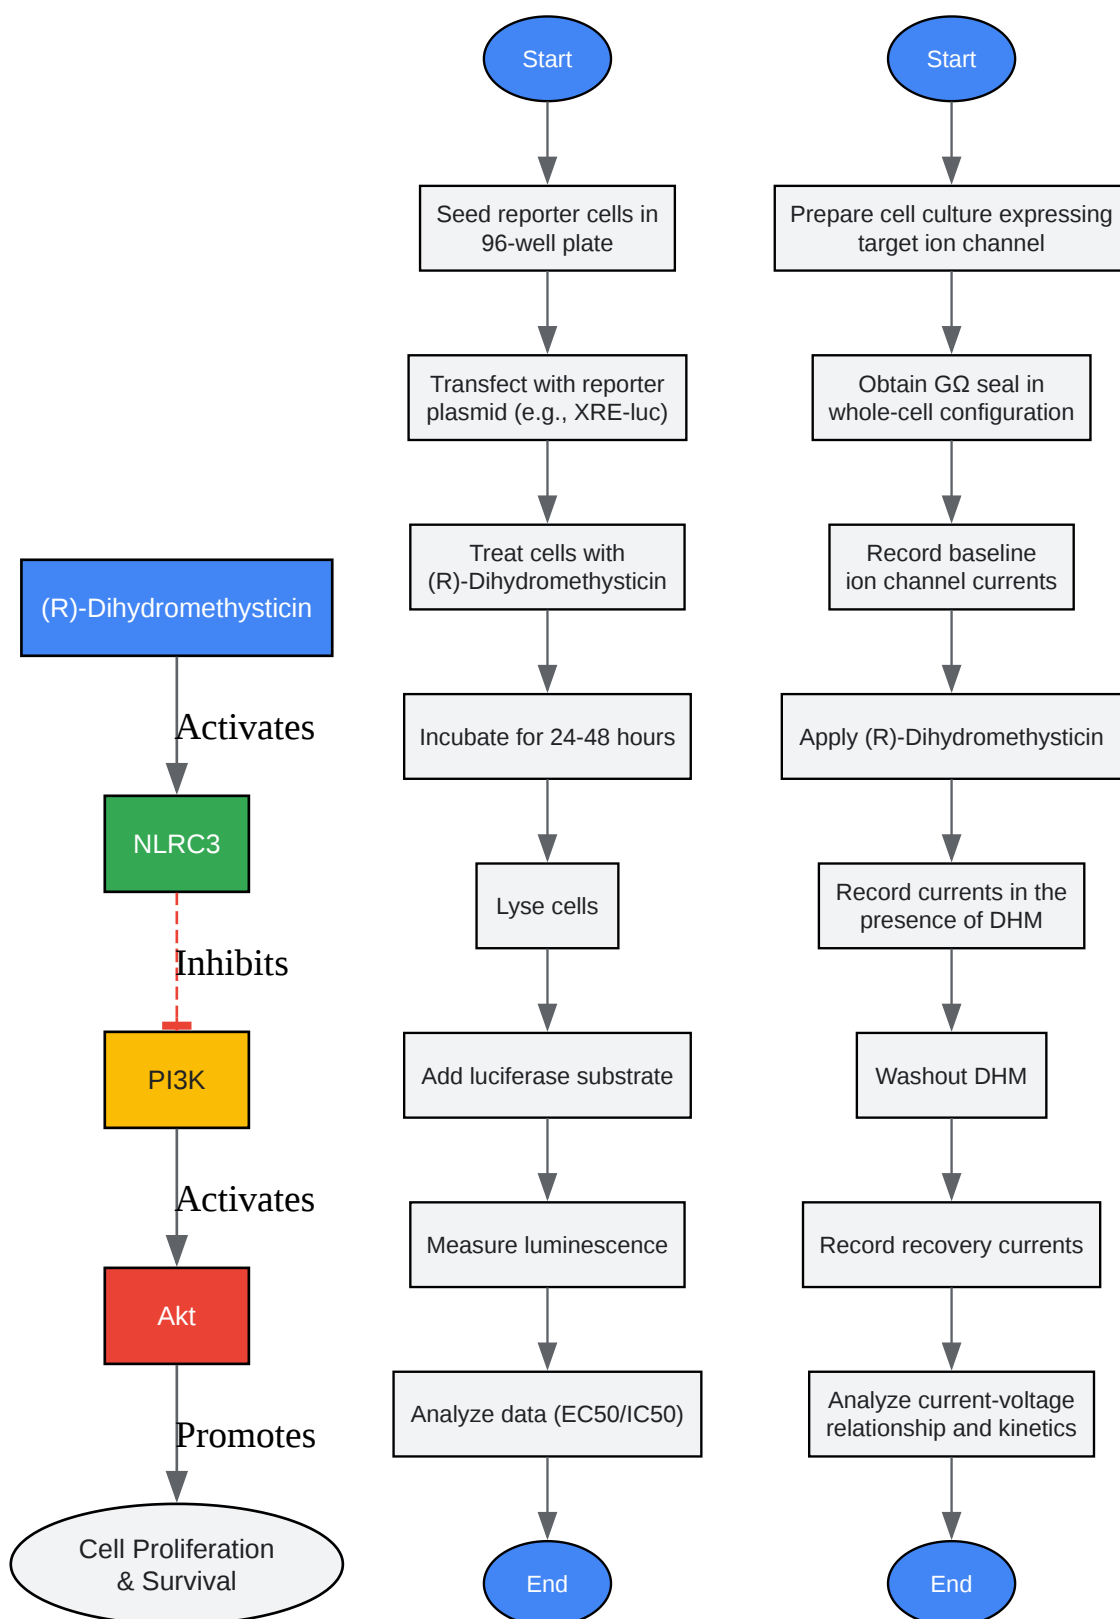 (R)-Dihydromethysticin
Activates
NLRC3
Inhibits
PI3K
Activates
Akt
Promotes
Cell Proliferation
& Survival
Start
Seed reporter cells in
96-well plate
Transfect with reporter
plasmid (e.g., XRE-luc)
Treat cells with
(R)-Dihydromethysticin
Incubate for 24-48 hours
Lyse cells
Add luciferase substrate
Measure luminescence
Analyze data (EC50/IC50)
End
Start
Prepare cell culture expressing
target ion channel
Obtain GΩ seal in
whole-cell configuration
Record baseline
ion channel currents
Apply (R)-Dihydromethysticin
Record currents in the
presence of DHM
Washout DHM
Record recovery currents
Analyze current-voltage
relationship and kinetics
End